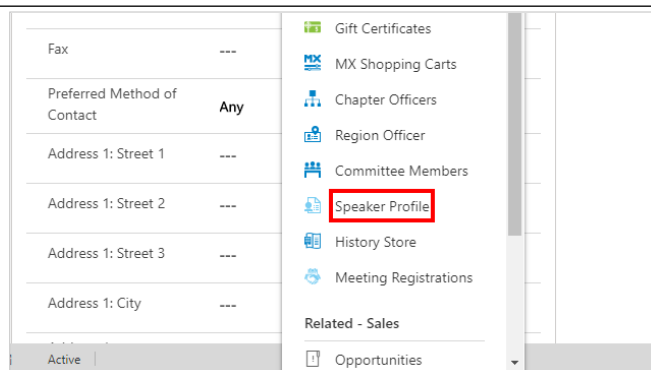 Fax
---
Preferred Method of
Contact
Any
Address 1: Street 1
---
Address 1: Street 2
---
Address 1: Street 3
---
Address 1: City
---
Active
Gift Certificates
MX
MX Shopping Carts
Chapter Officers
Region Officer
Committee Members
Speaker Profile
History Store
Meeting Registrations
Related - Sales
Opportunities